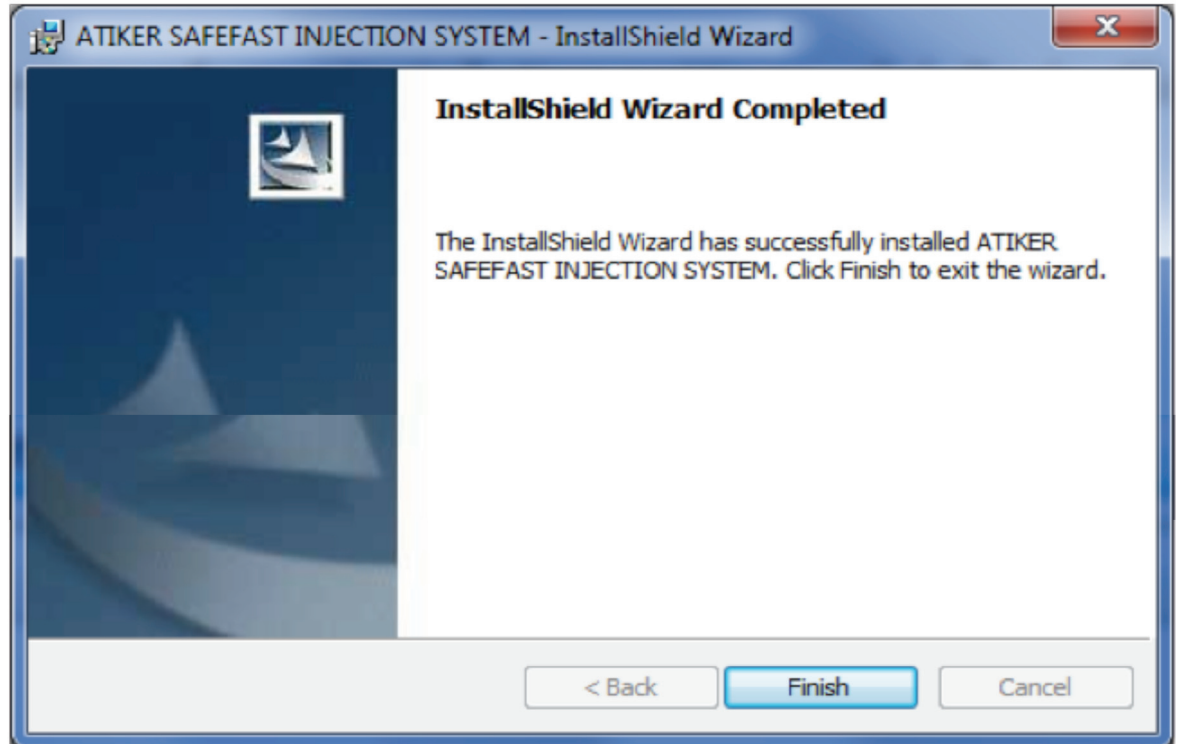 ATIKER SAFEFAST INJECTION SYSTEM - InstallShield Wizard
InstallShield Wizard Completed
The InstallShield Wizard has successfully installed ATIKER
SAFEFAST INJECTION SYSTEM. Click Finish to exit the wizard.
< Back Finish Cancel